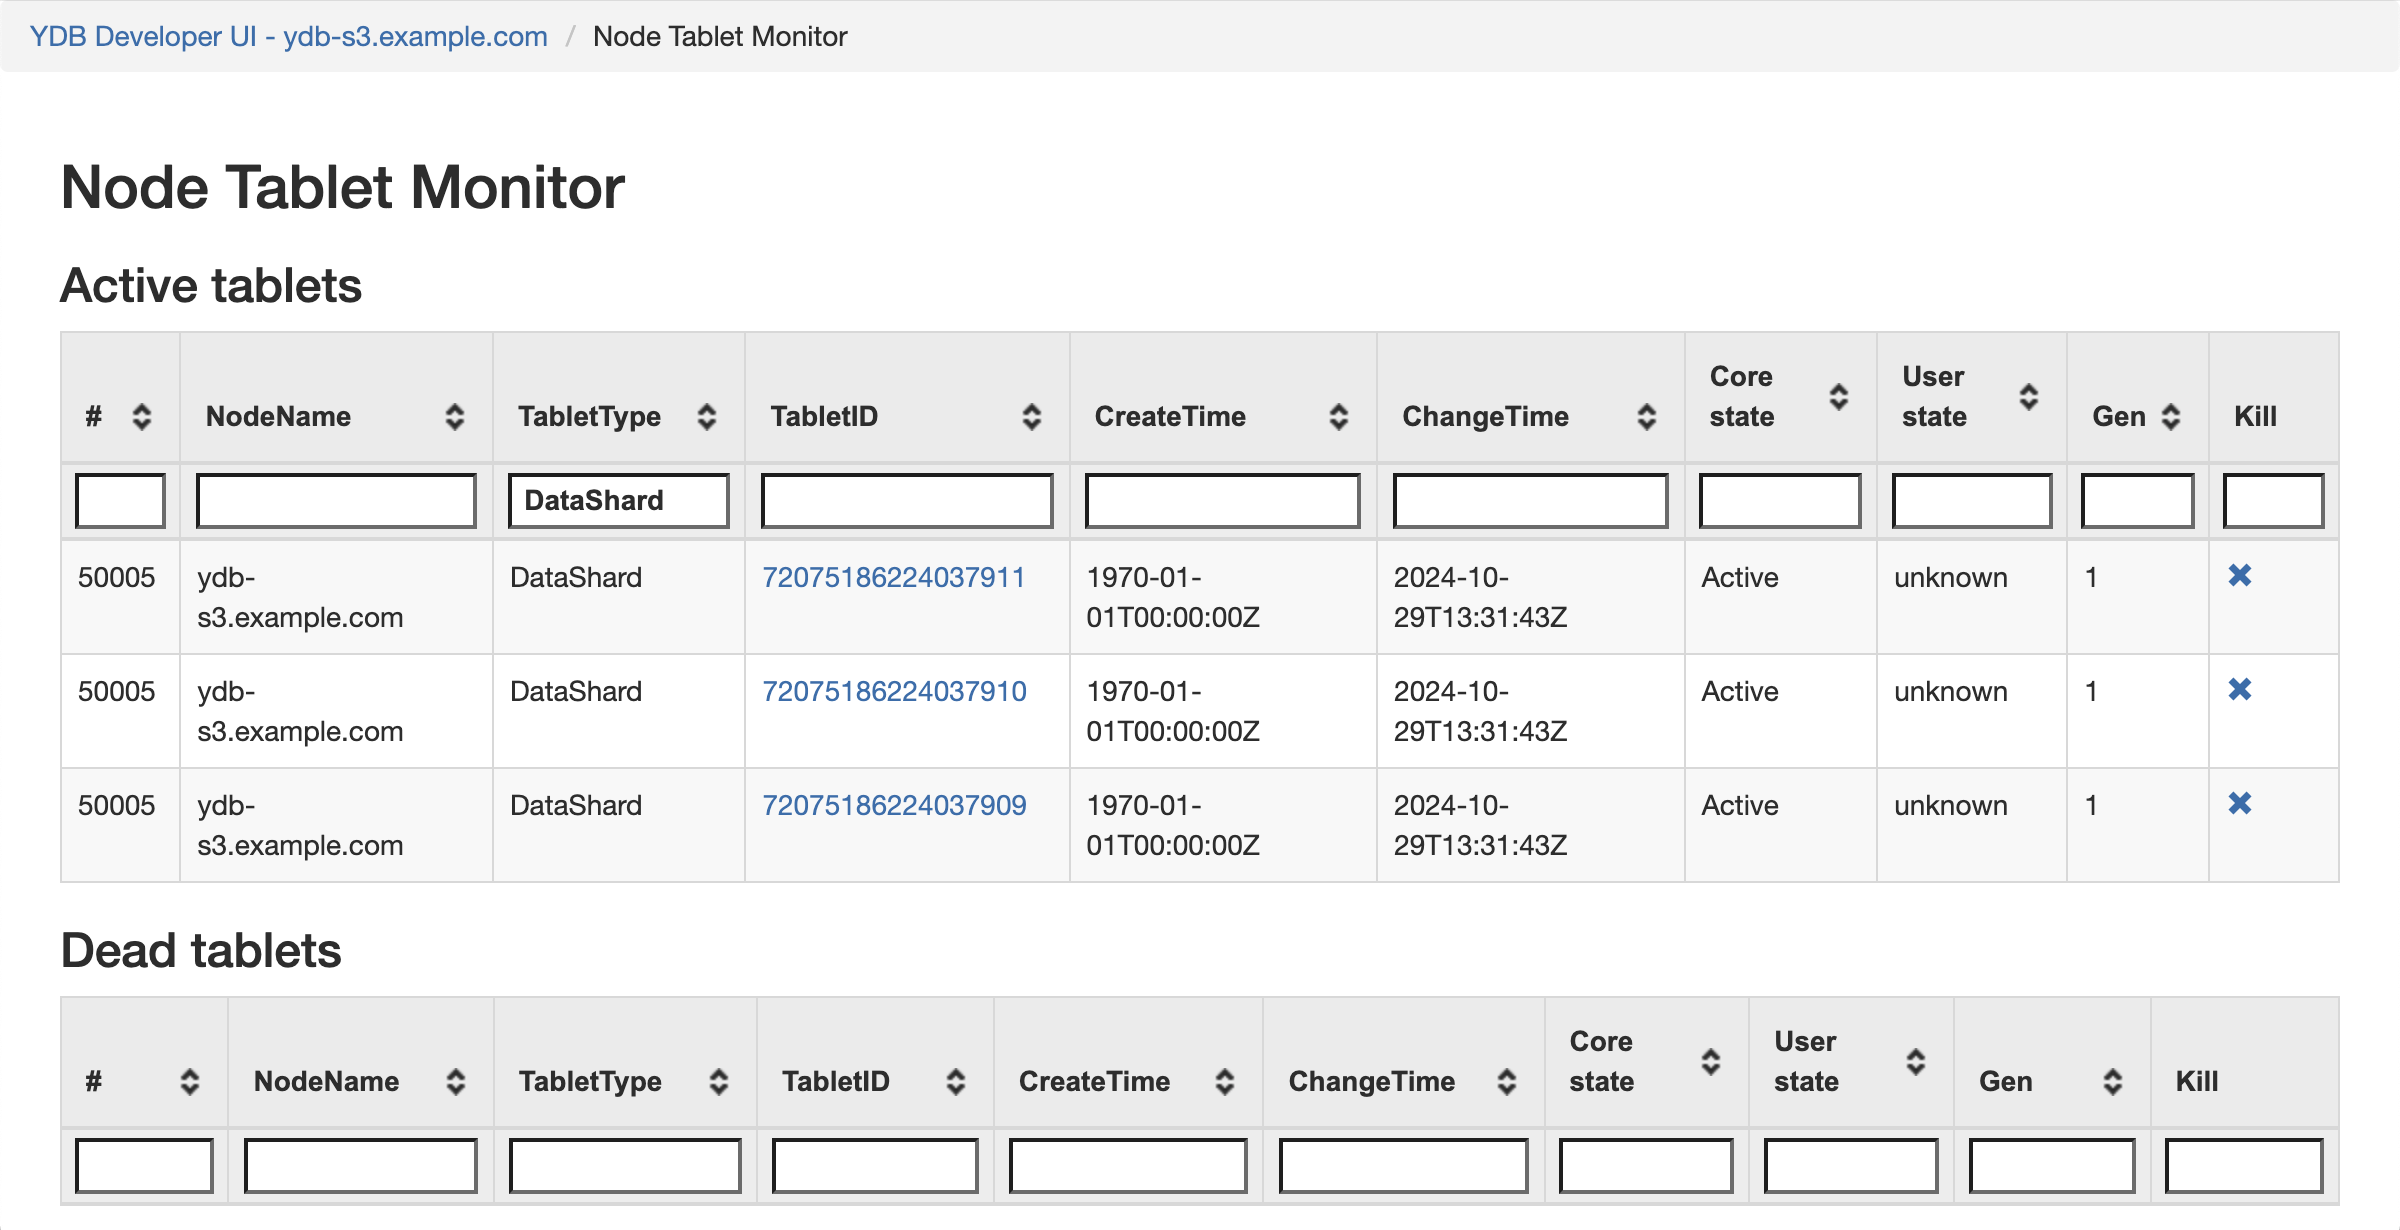 YDB Developer UI - ydb-s3.example.com / Node Tablet Monitor
Node Tablet Monitor
Active tablets
# NodeName TabletType TabletID CreateTime ChangeTime Core state User state Gen Kill
DataShard
50005 ydb-s3.example.com DataShard 72075186224037911 1970-01-01T00:00:00Z 2024-10-29T13:31:43Z Active unknown 1
50005 ydb-s3.example.com DataShard 72075186224037910 1970-01-01T00:00:00Z 2024-10-29T13:31:43Z Active unknown 1
50005 ydb-s3.example.com DataShard 72075186224037909 1970-01-01T00:00:00Z 2024-10-29T13:31:43Z Active unknown 1
Dead tablets
# NodeName TabletType TabletID CreateTime ChangeTime Core state User state Gen Kill